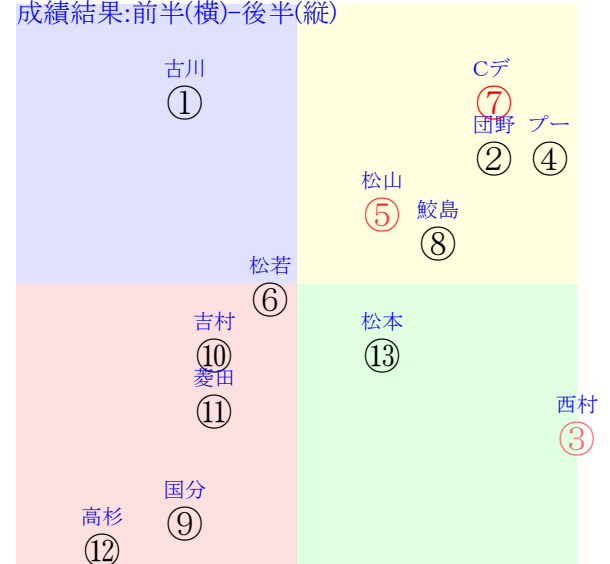 成績結果:前半(横)-後半(縦)
古川
①
Cデ
⑦
団野
②
プー
④
松山
⑤
鮫島
⑧
松若
⑥
吉村
⑩
松本
⑬
菱田
⑪
西村
③
国分
⑨
高杉
⑫